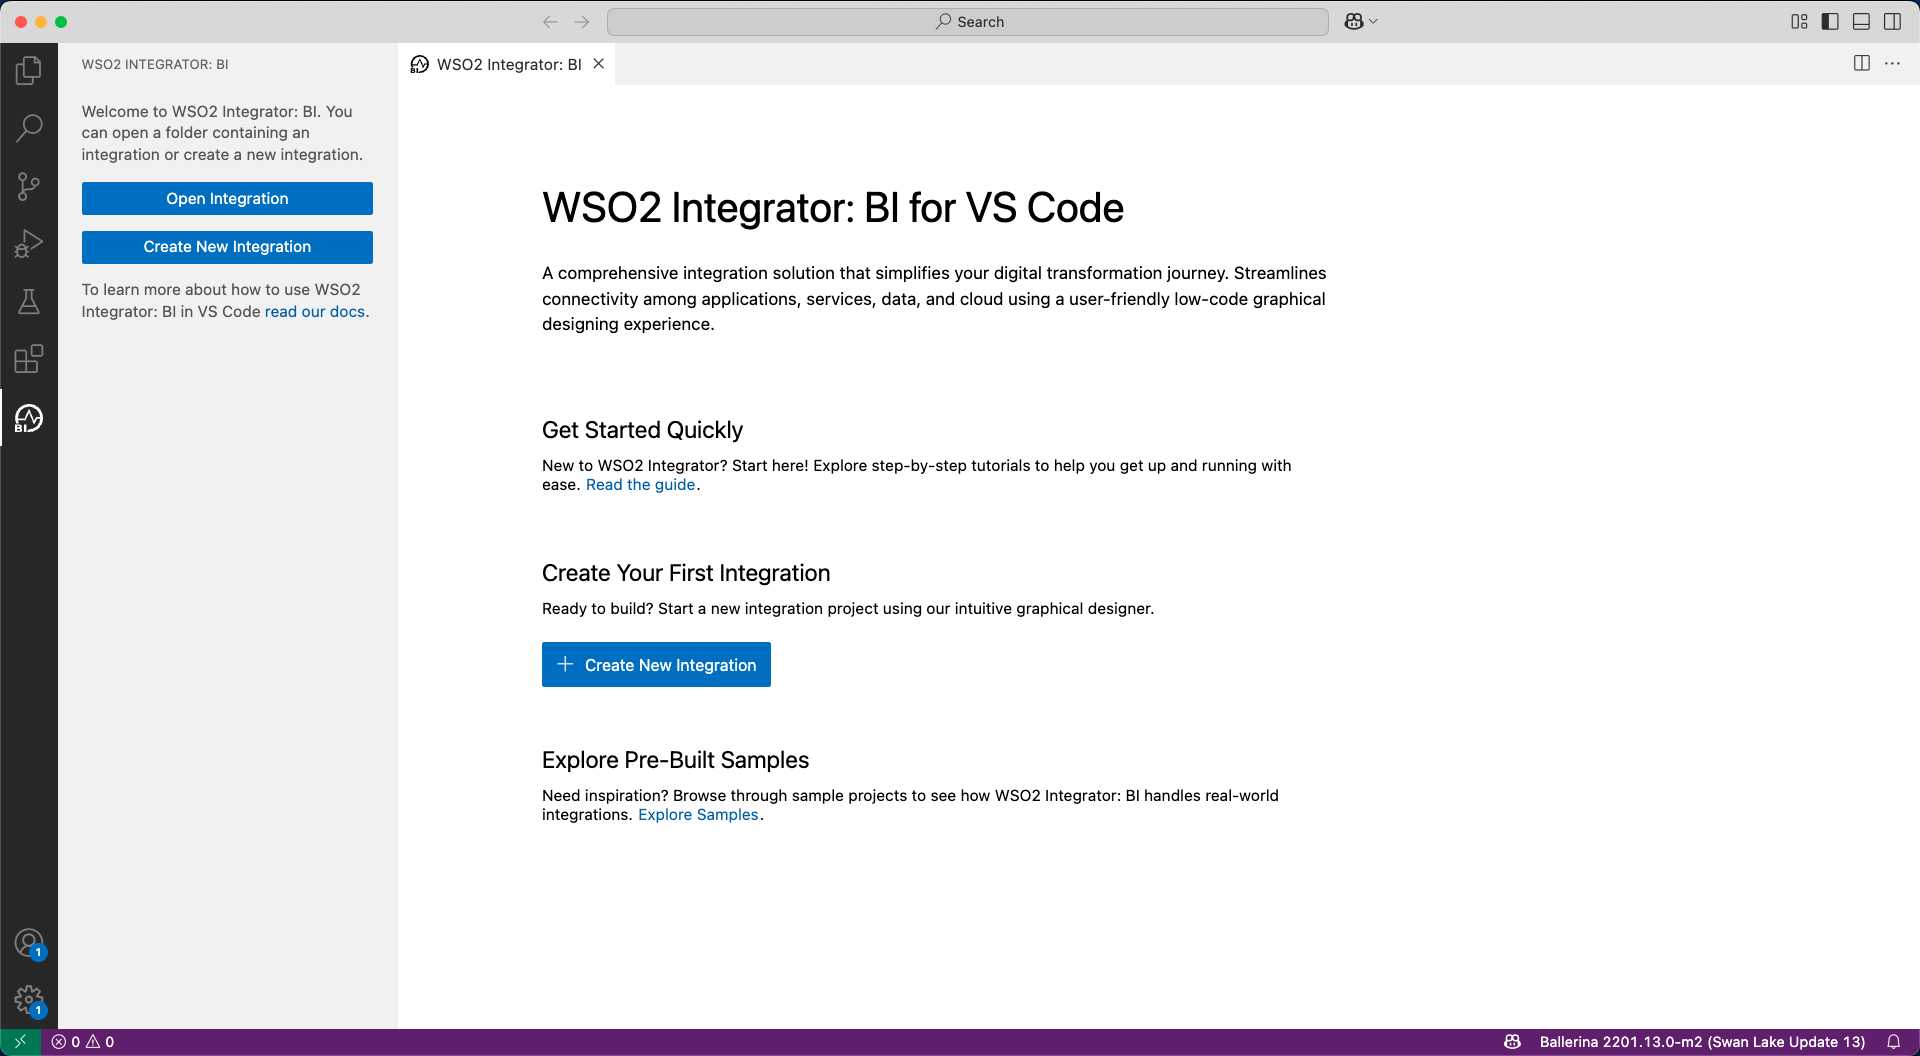 Search
WSO2 INTEGRATOR: BI
WSO2 Integrator: BI
Welcome to WSO2 Integrator: BI. You
can open a folder containing an
integration or create a new integration.
Open Integration
Create New Integration
To learn more about how to use WSO2
Integrator: BI in VS Code read our docs.
WSO2 Integrator: BI for VS Code
A comprehensive integration solution that simplifies your digital transformation journey. Streamlines
connectivity among applications, services, data, and cloud using a user-friendly low-code graphical
designing experience.
Get Started Quickly
New to WSO2 Integrator? Start here! Explore step-by-step tutorials to help you get up and running with
ease. Read the guide.
Create Your First Integration
Ready to build? Start a new integration project using our intuitive graphical designer.
Create New Integration
Explore Pre-Built Samples
Need inspiration? Browse through sample projects to see how WSO2 Integrator: BI handles real-world
integrations. Explore Samples.
BI
1
1
0 0
Ballerina 2201.13.0-m2 (Swan Lake Update 13)